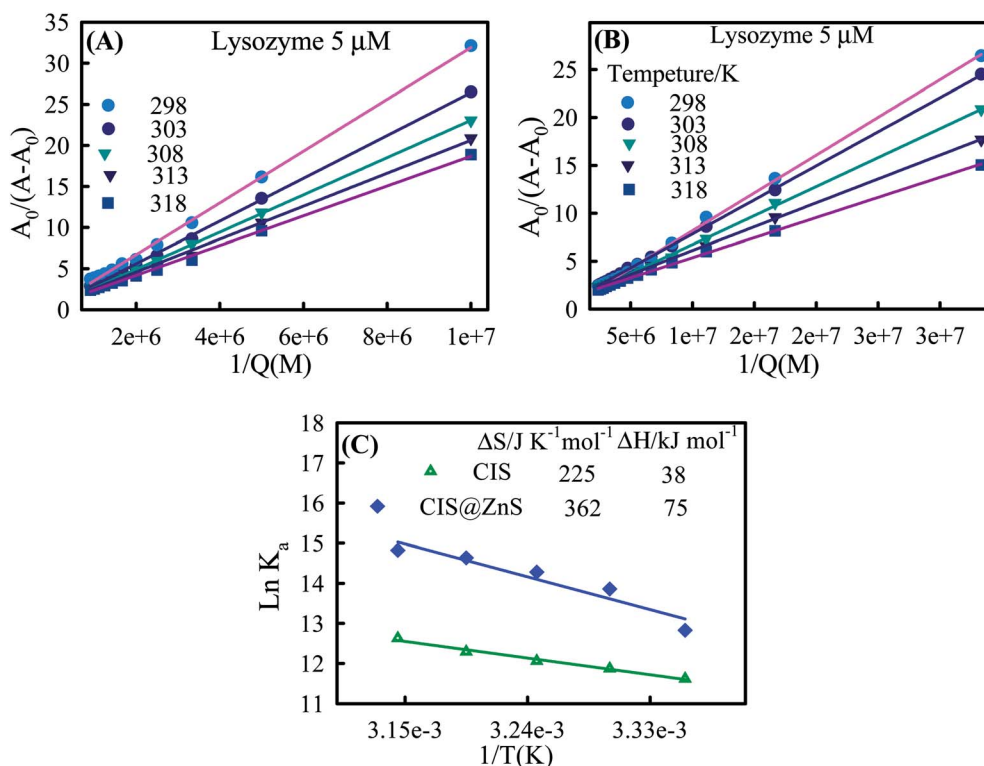 (A) Lysozyme 5 μM
A₀/(A-A₀)
35
30
25
20
15
10
5
0
298
303
308
313
318
2e+6 4e+6 6e+6 8e+6 1e+7
1/Q(M)
(B) Lysozyme 5 μM
Tempeture/K
A₀/(A-A₀)
25
20
15
10
5
0
298
303
308
313
318
5e+6 1e+7 2e+7 2e+7 3e+7 3e+7
1/Q(M)
(C) ΔS/J K⁻¹mol⁻¹ ΔH/kJ mol⁻¹
CIS 225 38
CIS@ZnS 362 75
Ln Kₐ
18
17
16
15
14
13
12
11
3.15e-3 3.24e-3 3.33e-3
1/T(K)